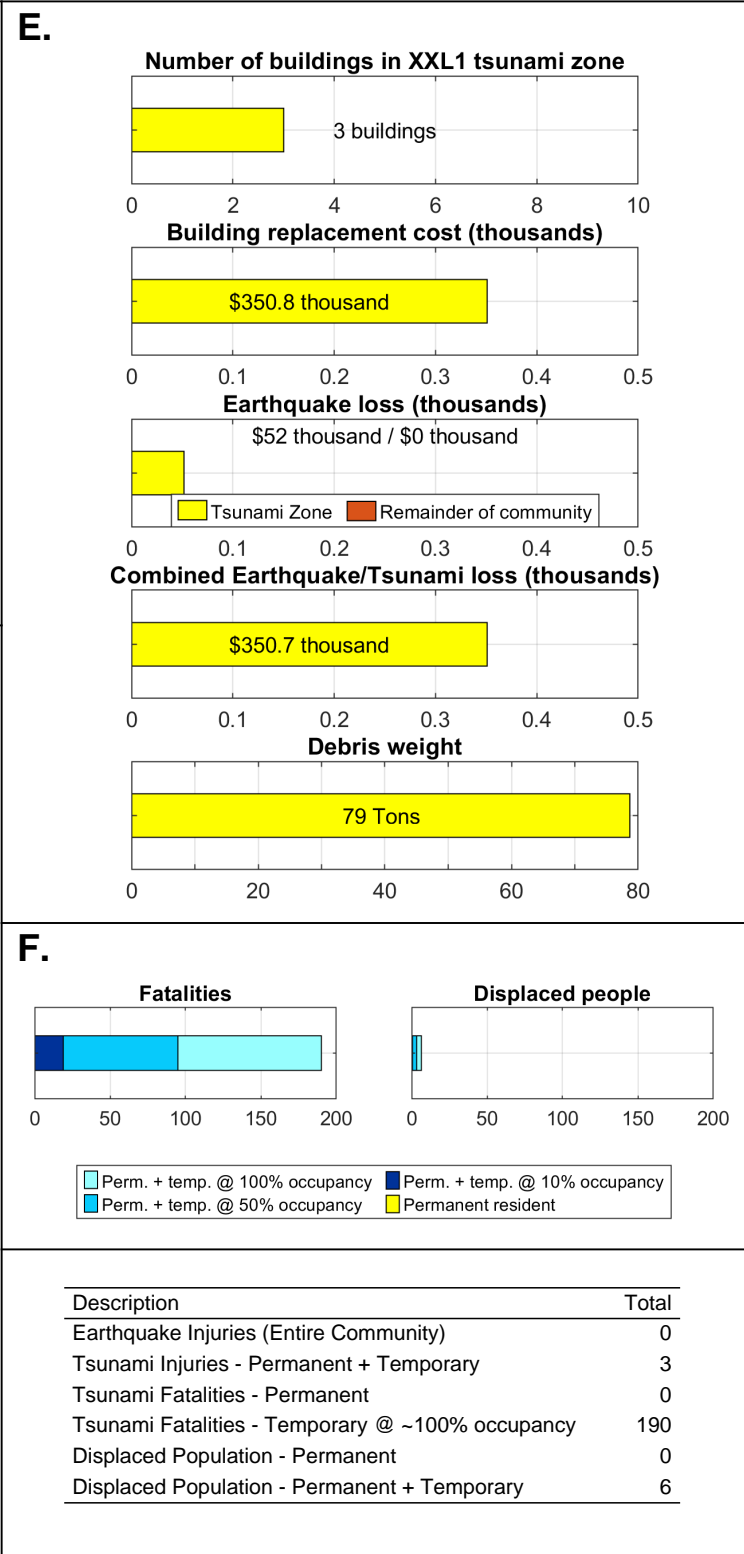 E.
Number of buildings in XXL1 tsunami zone
3 buildings
0 2 4 6 8 10
Building replacement cost (thousands)
$350.8 thousand
0 0.1 0.2 0.3 0.4 0.5
Earthquake loss (thousands)
$52 thousand / $0 thousand
Tsunami Zone Remainder of community
0 0.1 0.2 0.3 0.4 0.5
Combined Earthquake/Tsunami loss (thousands)
$350.7 thousand
0 0.1 0.2 0.3 0.4 0.5
Debris weight
79 Tons
0 20 40 60 80
F.
Fatalities Displaced people
0 50 100 150 200 0 50 100 150 200
Perm. + temp. @ 100% occupancy Perm. + temp. @ 10% occupancy
Perm. + temp. @ 50% occupancy Permanent resident
Description Total
Earthquake Injuries (Entire Community) 0
Tsunami Injuries - Permanent + Temporary 3
Tsunami Fatalities - Permanent 0
Tsunami Fatalities - Temporary @ ~100% occupancy 190
Displaced Population - Permanent 0
Displaced Population - Permanent + Temporary 6